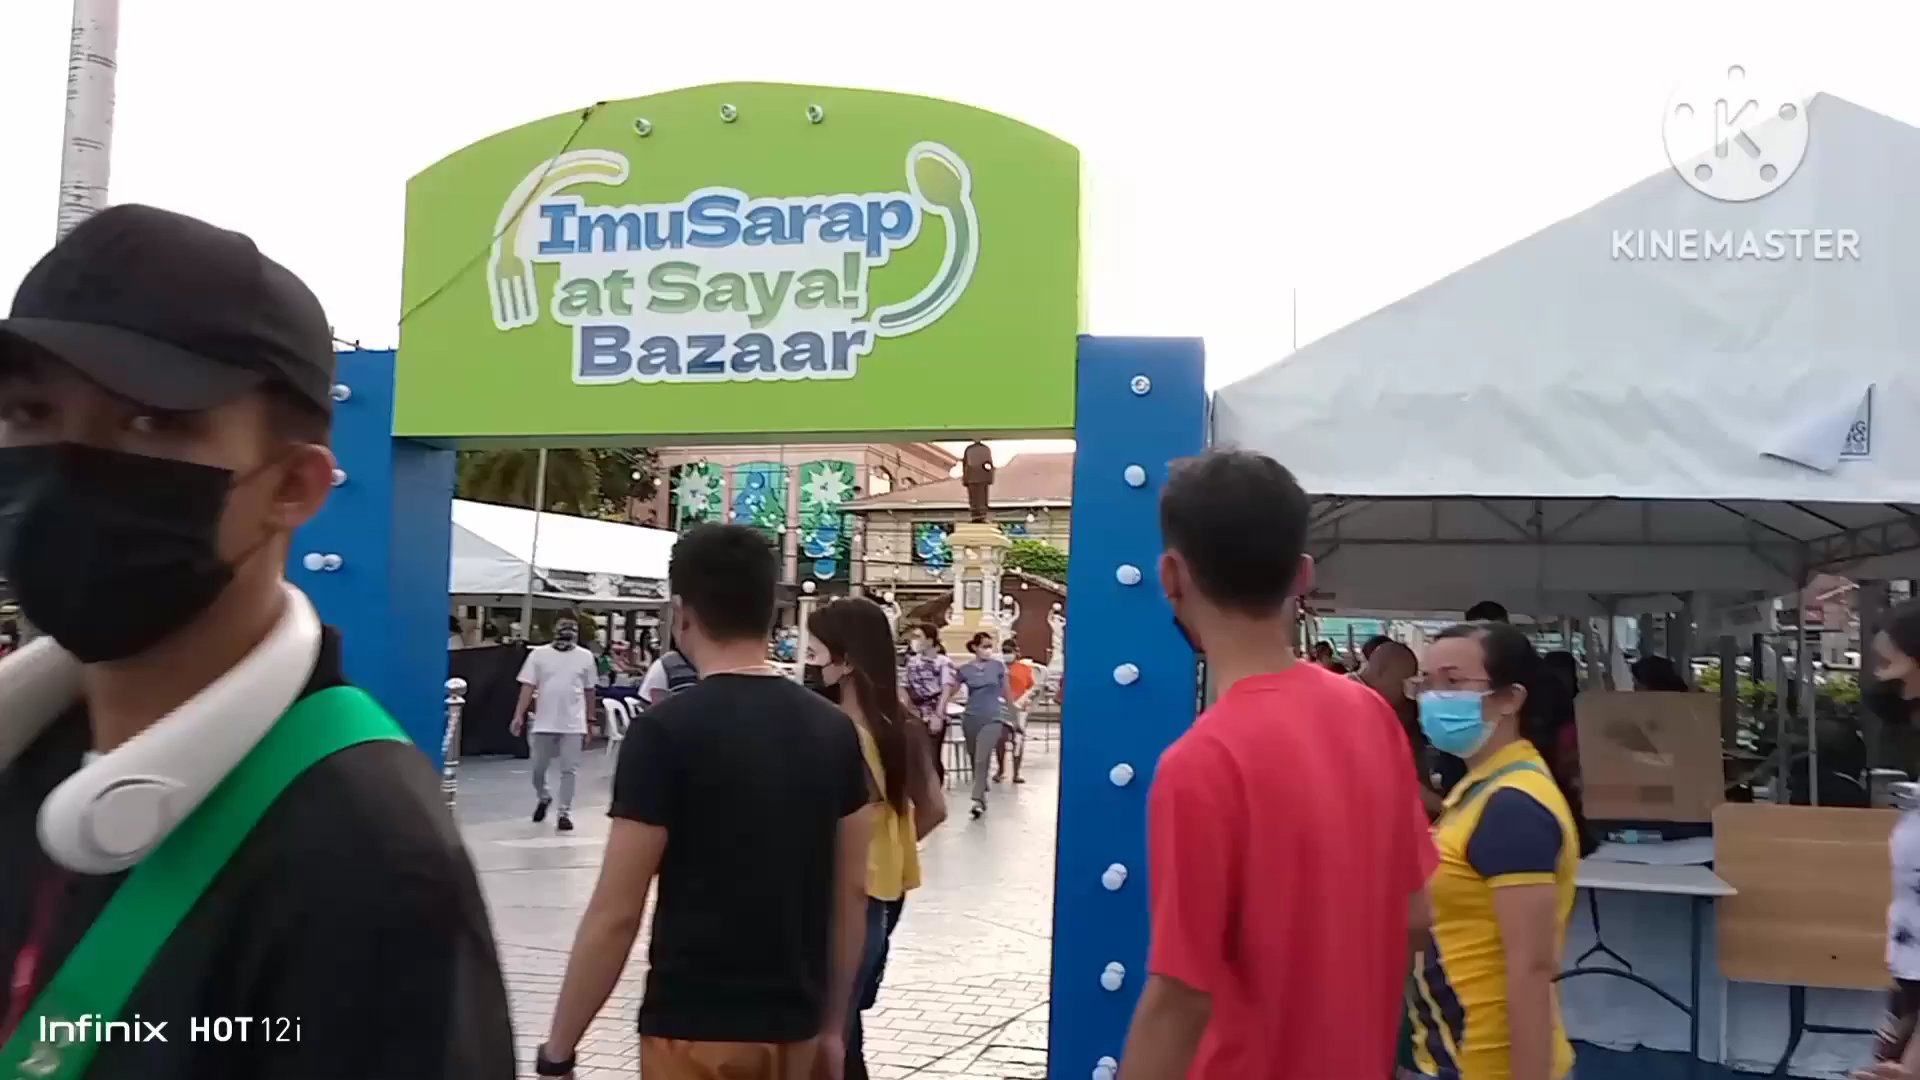 ImuSarap
at Saya!
Bazaar
KINEMASTER
Infinix HOT 12i